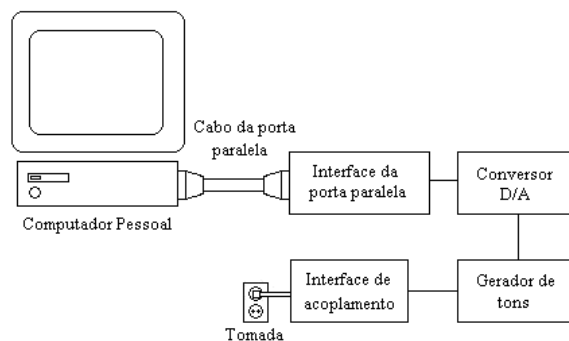 Cabo da porta
paralela
Interface da
porta paralela
Conversor
D/A
Computador Pessoal
Interface de
acoplamento
Gerador de
tons
Tomada